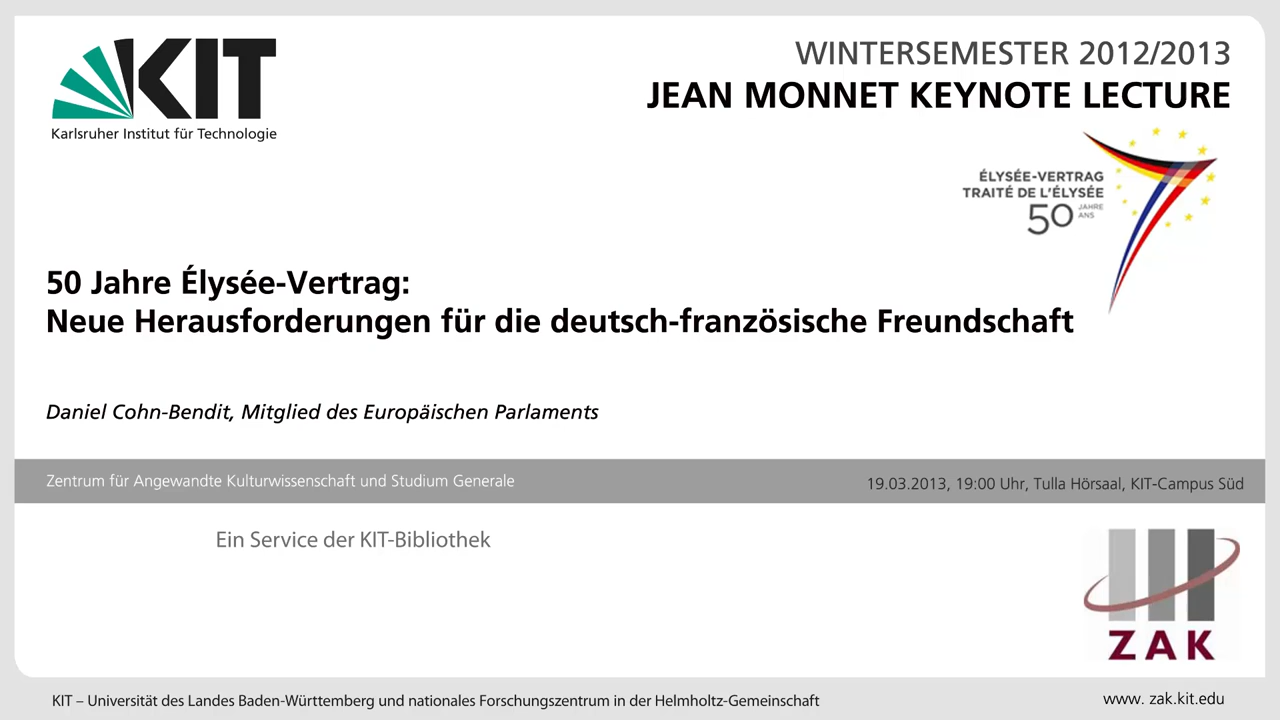 KIT
Karlsruher Institut für Technologie
WINTERSEMESTER 2012/2013
JEAN MONNET KEYNOTE LECTURE
ÉLYSÉE-VERTRAG
TRAITÉ DE L'ÉLYSÉE
50 JAHRE
ANS
50 Jahre Élysée-Vertrag:
Neue Herausforderungen für die deutsch-französische Freundschaft
Daniel Cohn-Bendit, Mitglied des Europäischen Parlaments
Zentrum für Angewandte Kulturwissenschaft und Studium Generale
19.03.2013, 19:00 Uhr, Tulla Hörsaal, KIT-Campus Süd
Ein Service der KIT-Bibliothek
ZAK
KIT – Universität des Landes Baden-Württemberg und nationales Forschungszentrum in der Helmholtz-Gemeinschaft
www. zak.kit.edu